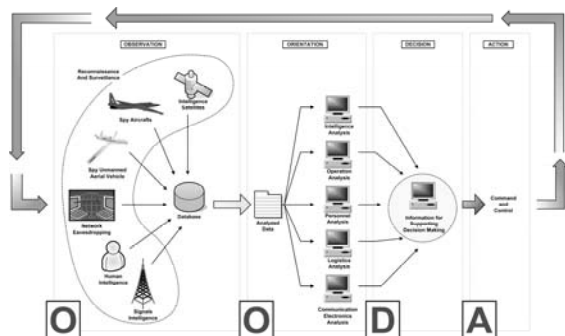 OBSERVATION
ORIENTATION
DECISION
ACTION
Reconnaissance
And Surveillance
Intelligence
Satellites
Spy Aircrafts
Spy Unmanned
Aerial Vehicle
Network
Eavesdropping
Human
Intelligence
Signals
Intelligence
Database
Analyzed
Data
Intelligence
Analysis
Operation
Analysis
Personnel
Analysis
Logistics
Analysis
Communication
Electronics
Analysis
Information for
Supporting
Decision Making
Command and
Control
O
O
D
A